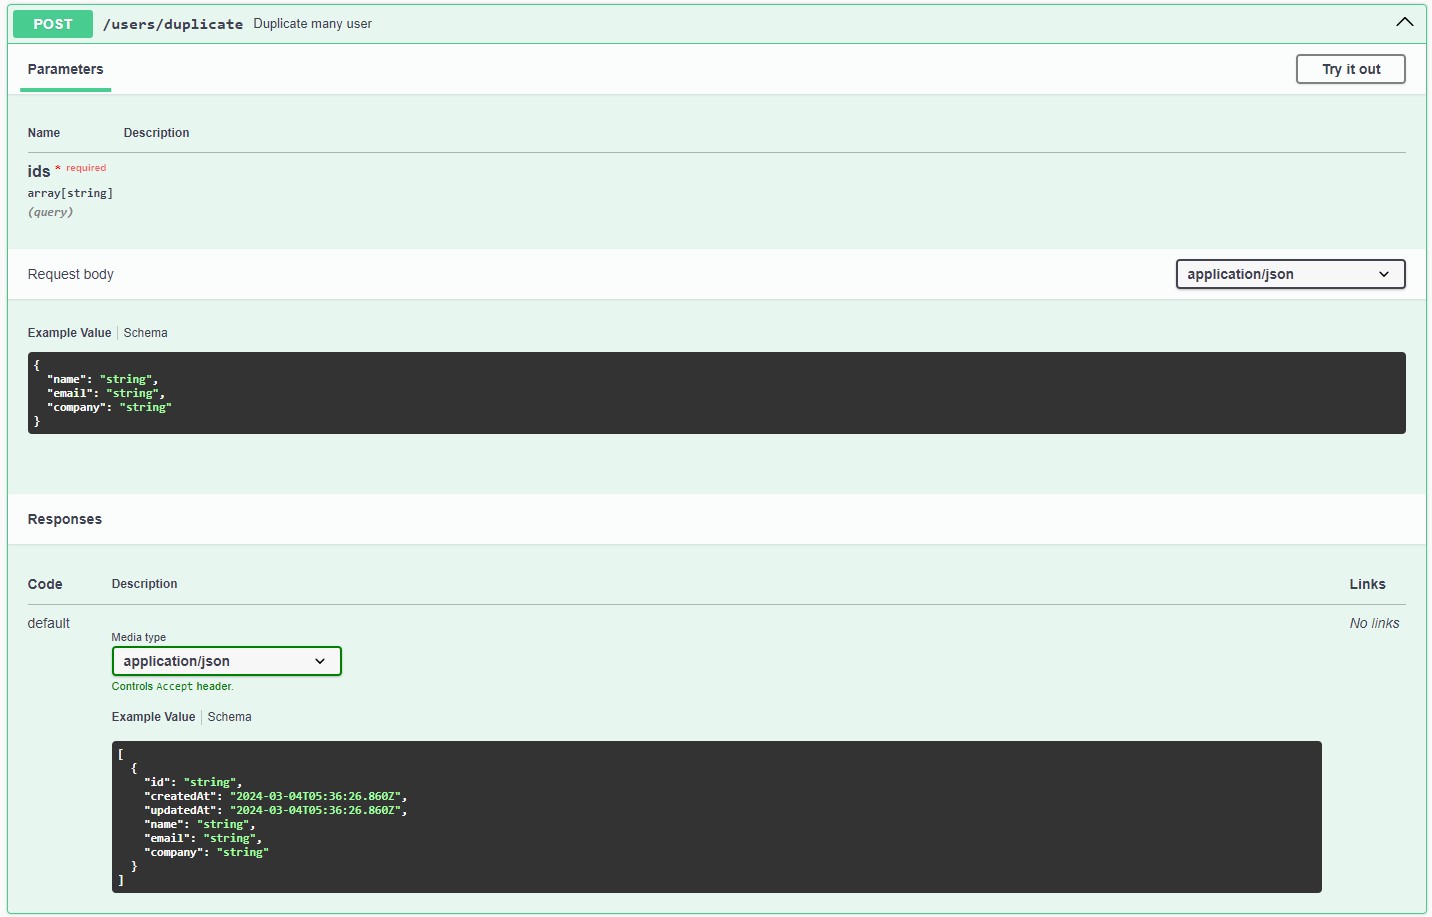 POST /users/duplicate Duplicate many user
Parameters
Try it out
Name Description
ids * required
array[string]
(query)
Request body
application/json
Example Value Schema
{
  "name": "string",
  "email": "string",
  "company": "string"
}
Responses
Code Description Links
default No links
Media type
application/json
Controls Accept header.
Example Value Schema
[
  {
    "id": "string",
    "createdAt": "2024-03-04T05:36:26.860Z",
    "updatedAt": "2024-03-04T05:36:26.860Z",
    "name": "string",
    "email": "string",
    "company": "string"
  }
]